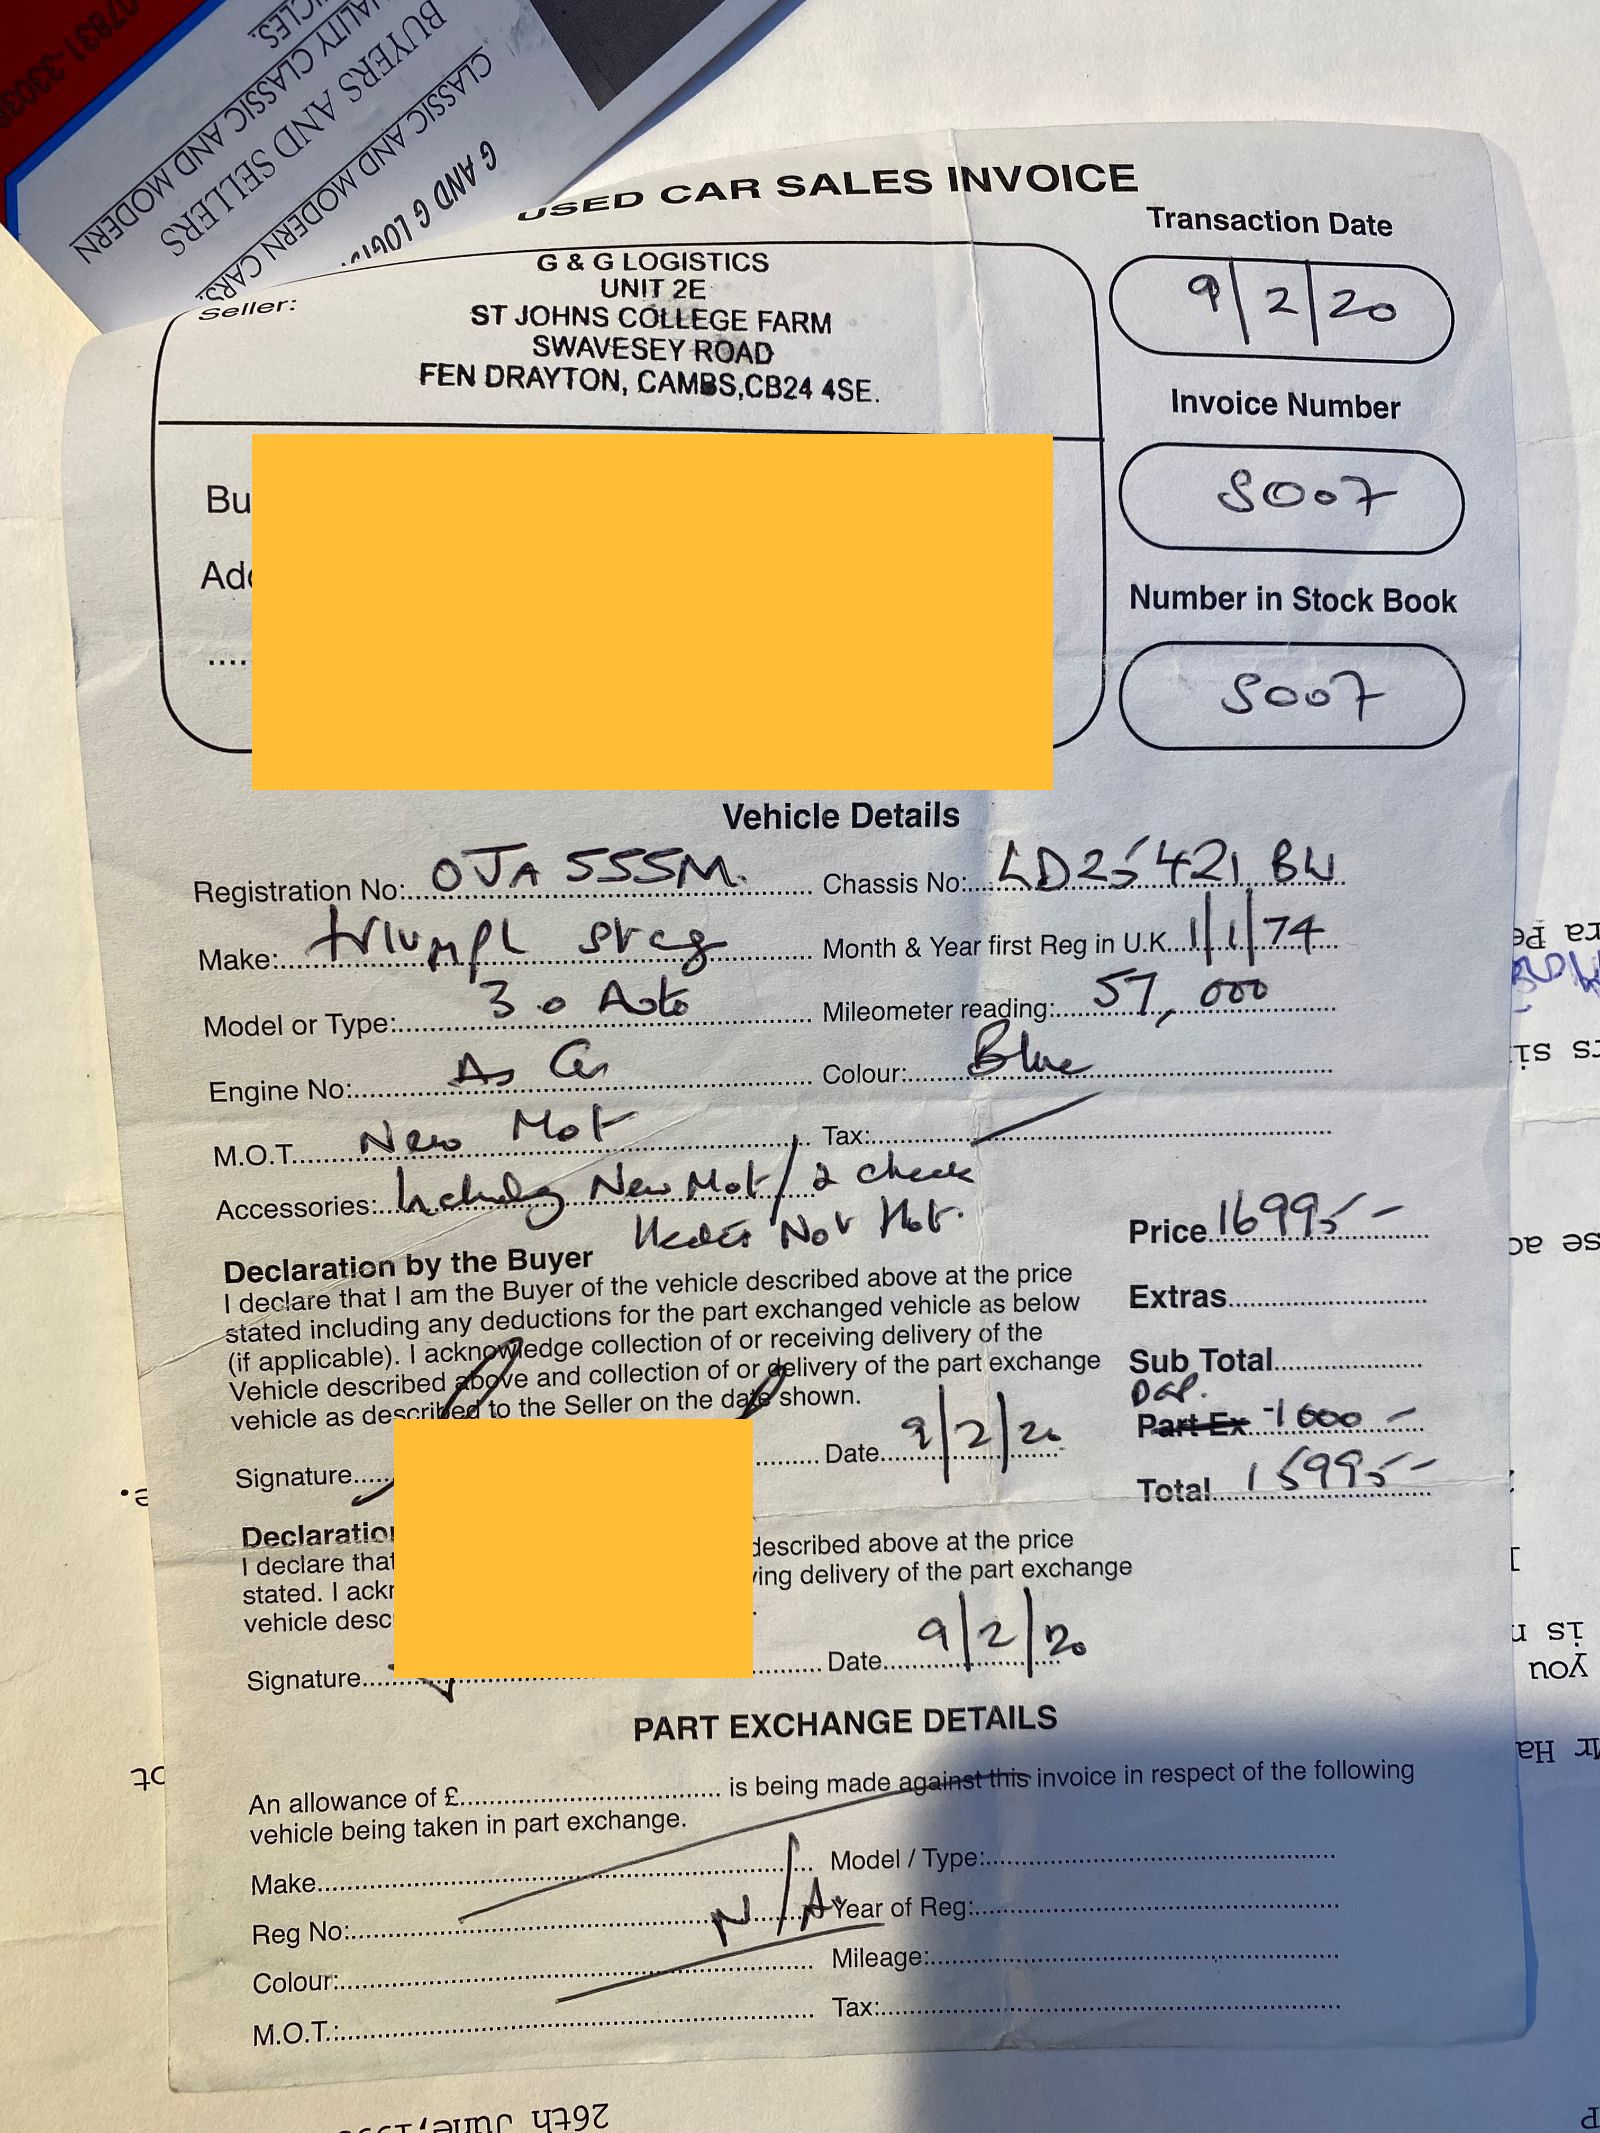 07831-3303
QUALITY CLASSIC AND MODERN
BUYERS AND SELLERS
CLASSIC AND MODERN CARS.
G AND G
USED CAR SALES INVOICE
Seller:
G & G LOGISTICS
UNIT 2E
ST JOHNS COLLEGE FARM
SWAVESEY ROAD
FEN DRAYTON, CAMBS,CB24 4SE.
Transaction Date
9/2/20
Invoice Number
S007
Number in Stock Book
S007
Bu
Add
Vehicle Details
Registration No: OJA 555M. Chassis No: LD25421 BW
Make: triumph Stag Month & Year first Reg in U.K. 1/1/74
Model or Type: 3.0 Auto Mileometer reading: 57,000
Engine No: As Car Colour: Blue
M.O.T. New Mot Tax:
Accessories: Including New Mot / & check
Heater Not Hot.
Price 16995-
Extras
Sub Total
Dep.
Part Ex -1000-
Total 15995-
Declaration by the Buyer
I declare that I am the Buyer of the vehicle described above at the price
stated including any deductions for the part exchanged vehicle as below
(if applicable). I acknowledge collection of or receiving delivery of the
Vehicle described above and collection of or delivery of the part exchange
vehicle as described to the Seller on the date shown.
Signature Date 9/2/20
Declaration
I declare that described above at the price
stated. I ackn ving delivery of the part exchange
vehicle desc
Signature Date 9/2/20
PART EXCHANGE DETAILS
An allowance of £ is being made against this invoice in respect of the following
vehicle being taken in part exchange.
Make Model / Type:
Reg No: N/A Year of Reg:
Colour: Mileage:
M.O.T.: Tax:
26th June,